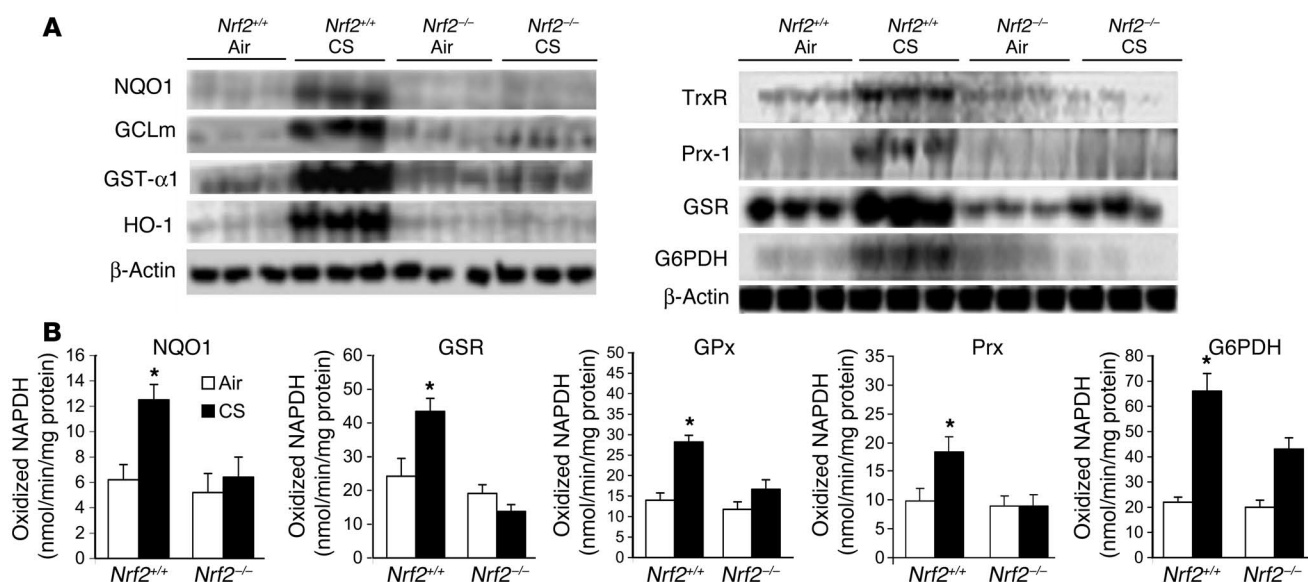 A
Nrf2+/+ Air
Nrf2+/+ CS
Nrf2−/− Air
Nrf2−/− CS
NQO1
GCLm
GST-α1
HO-1
β-Actin
Nrf2+/+ Air
Nrf2+/+ CS
Nrf2−/− Air
Nrf2−/− CS
TrxR
Prx-1
GSR
G6PDH
β-Actin
B
NQO1
Oxidized NAPDH
(nmol/min/mg protein)
16
14
12
10
8
6
4
2
0
*
Air
CS
Nrf2+/+ Nrf2−/−
GSR
Oxidized NAPDH
(nmol/min/mg protein)
60
50
40
30
20
10
0
*
Nrf2+/+ Nrf2−/−
GPx
Oxidized NAPDH
(nmol/min/mg protein)
50
30
25
20
15
10
5
0
*
Nrf2+/+ Nrf2−/−
Prx
Oxidized NAPDH
(nmol/min/mg protein)
35
30
25
20
15
10
5
0
*
Nrf2+/+ Nrf2−/−
G6PDH
Oxidized NAPDH
(nmol/min/mg protein)
80
70
60
50
40
30
20
10
0
*
Nrf2+/+ Nrf2−/−